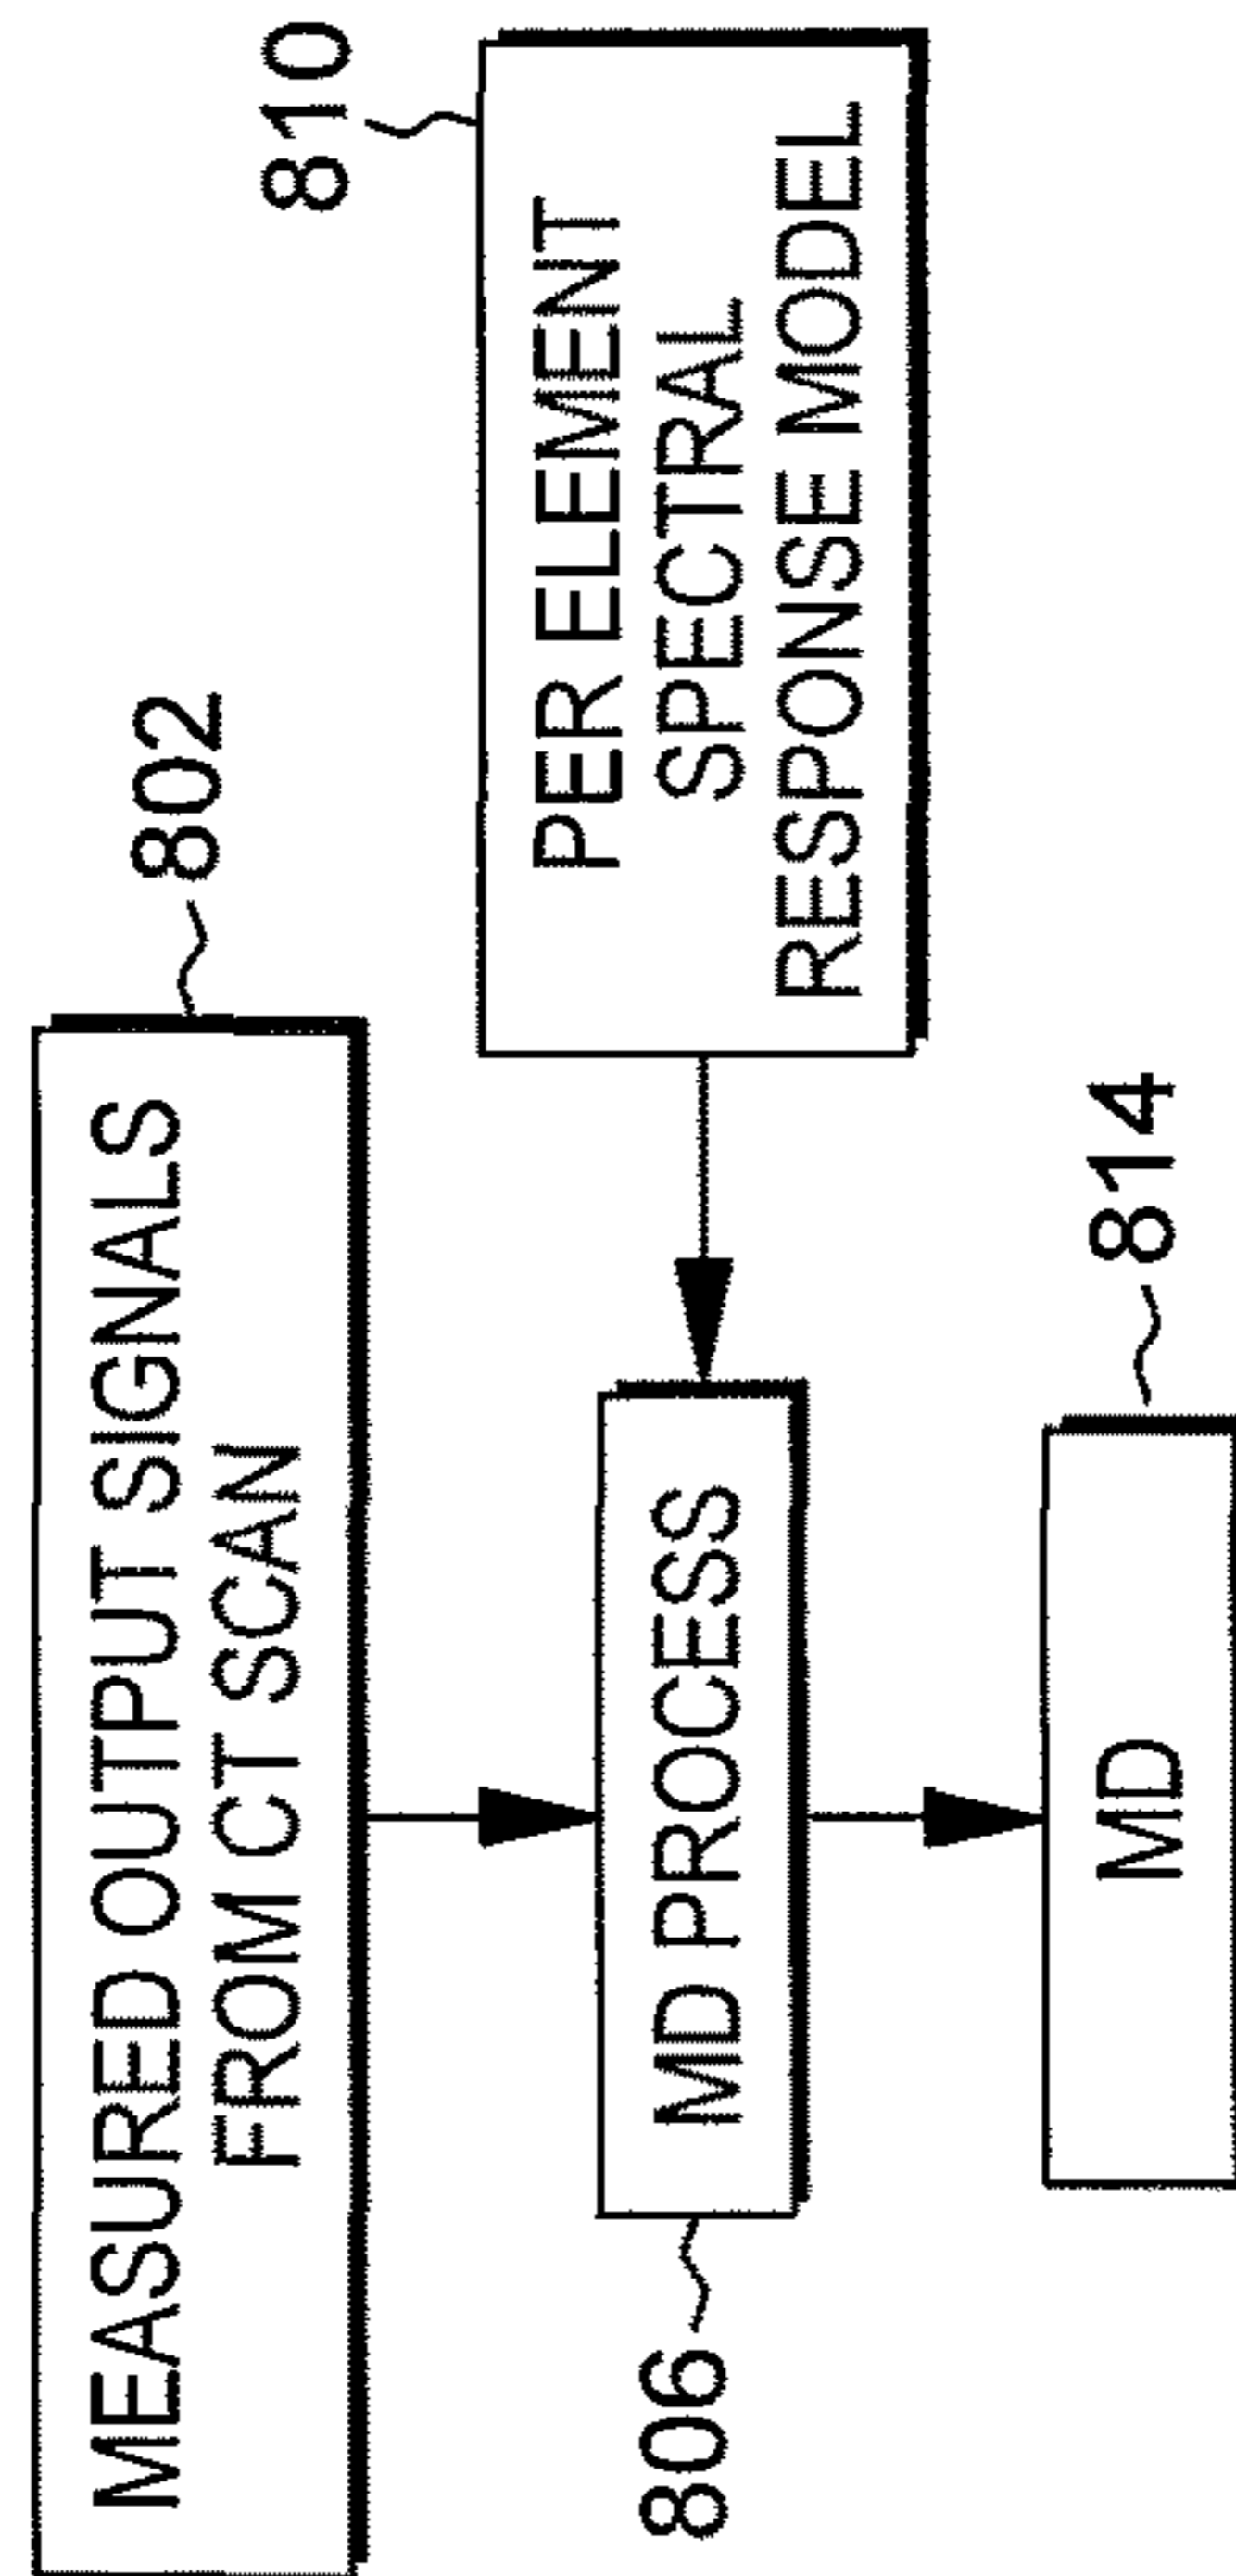 MEASURED OUTPUT SIGNALS
FROM CT SCAN
802
810
PER ELEMENT
SPECTRAL
RESPONSE MODEL
806
MD PROCESS
814
MD